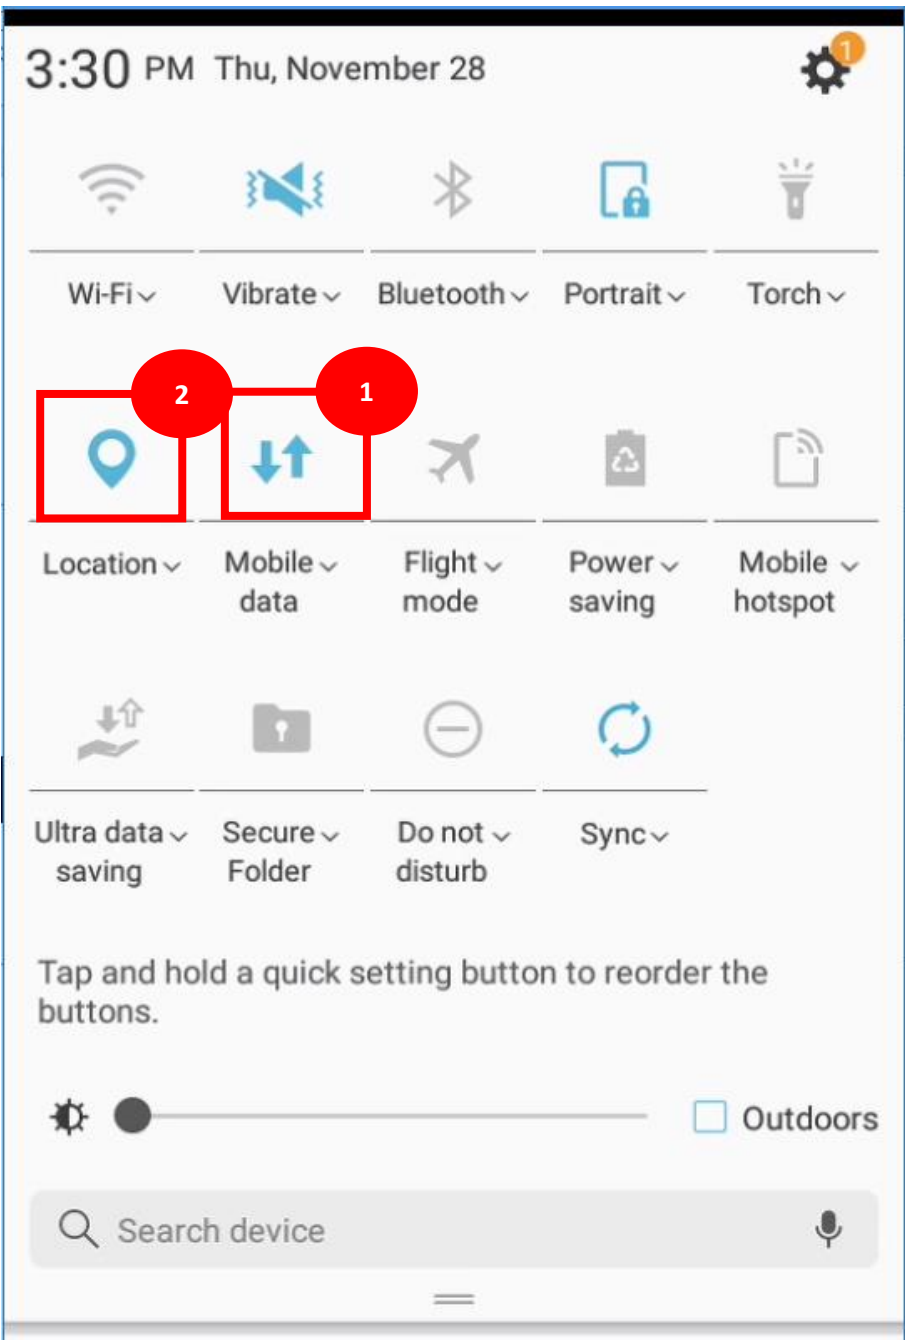 3:30 PM Thu, November 28
1
Wi-Fi Vibrate Bluetooth Portrait Torch
2 1
Location Mobile data Flight mode Power saving Mobile hotspot
Ultra data saving Secure Folder Do not disturb Sync
Tap and hold a quick setting button to reorder the
buttons.
Outdoors
Search device